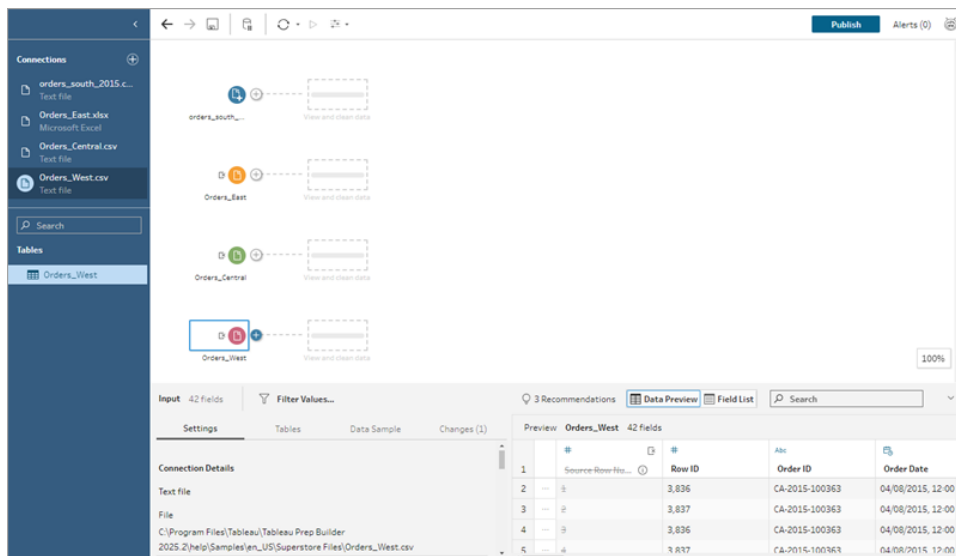 Publish
Alerts (0)
Connections
orders_south_2015.c...
Text file
Orders_East.xlsx
Microsoft Excel
Orders_Central.csv
Text file
Orders_West.csv
Text file
Search
Tables
Orders_West
orders_south_...
View and clean data
Orders_East
View and clean data
Orders_Central
View and clean data
Orders_West
View and clean data
100%
Input 42 fields
Filter Values...
3 Recommendations
Data Preview
Field List
Search
Settings
Tables
Data Sample
Changes (1)
Connection Details
Text file
File
C:\Program Files\Tableau\Tableau Prep Builder
2025.2\help\Samples\en_US\Superstore Files\Orders_West.csv
Preview Orders_West 42 fields
# # Abc
1 Source Row Nu... Row ID Order ID Order Date
2 1 3,836 CA-2015-100363 04/08/2015, 12:00
3 2 3,837 CA-2015-100363 04/08/2015, 12:00
4 3 3,836 CA-2015-100363 04/08/2015, 12:00
5 4 3,837 CA-2015-100363 04/08/2015, 12:00